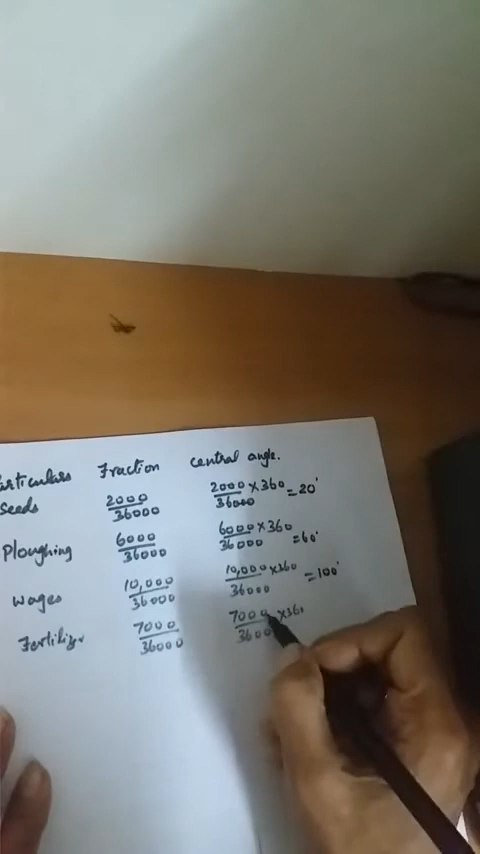 Particulars Fraction central angle.
Seeds 2000/36000 2000/36000 ×360 =20°
Ploughing 6000/36000 6000/36000 ×360 =60°
Wages 10,000/36000 10,000/36000 ×360 =100°
Fertilizer 7000/36000 7000/3600 ×360